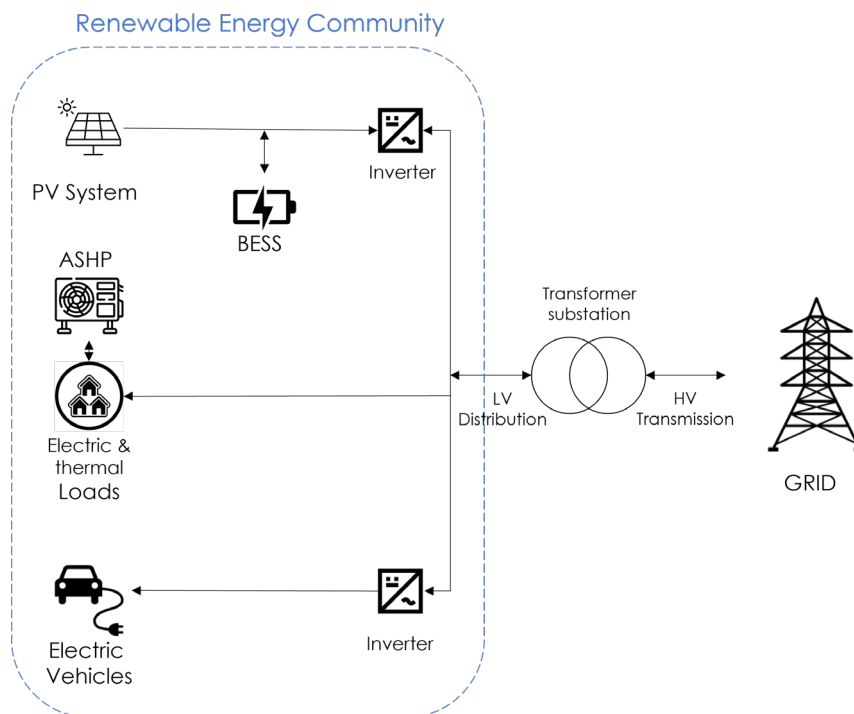 Renewable Energy Community
PV System
Inverter
BESS
ASHP
Electric &
thermal
Loads
Transformer
substation
LV
Distribution
HV
Transmission
GRID
Electric
Vehicles
Inverter